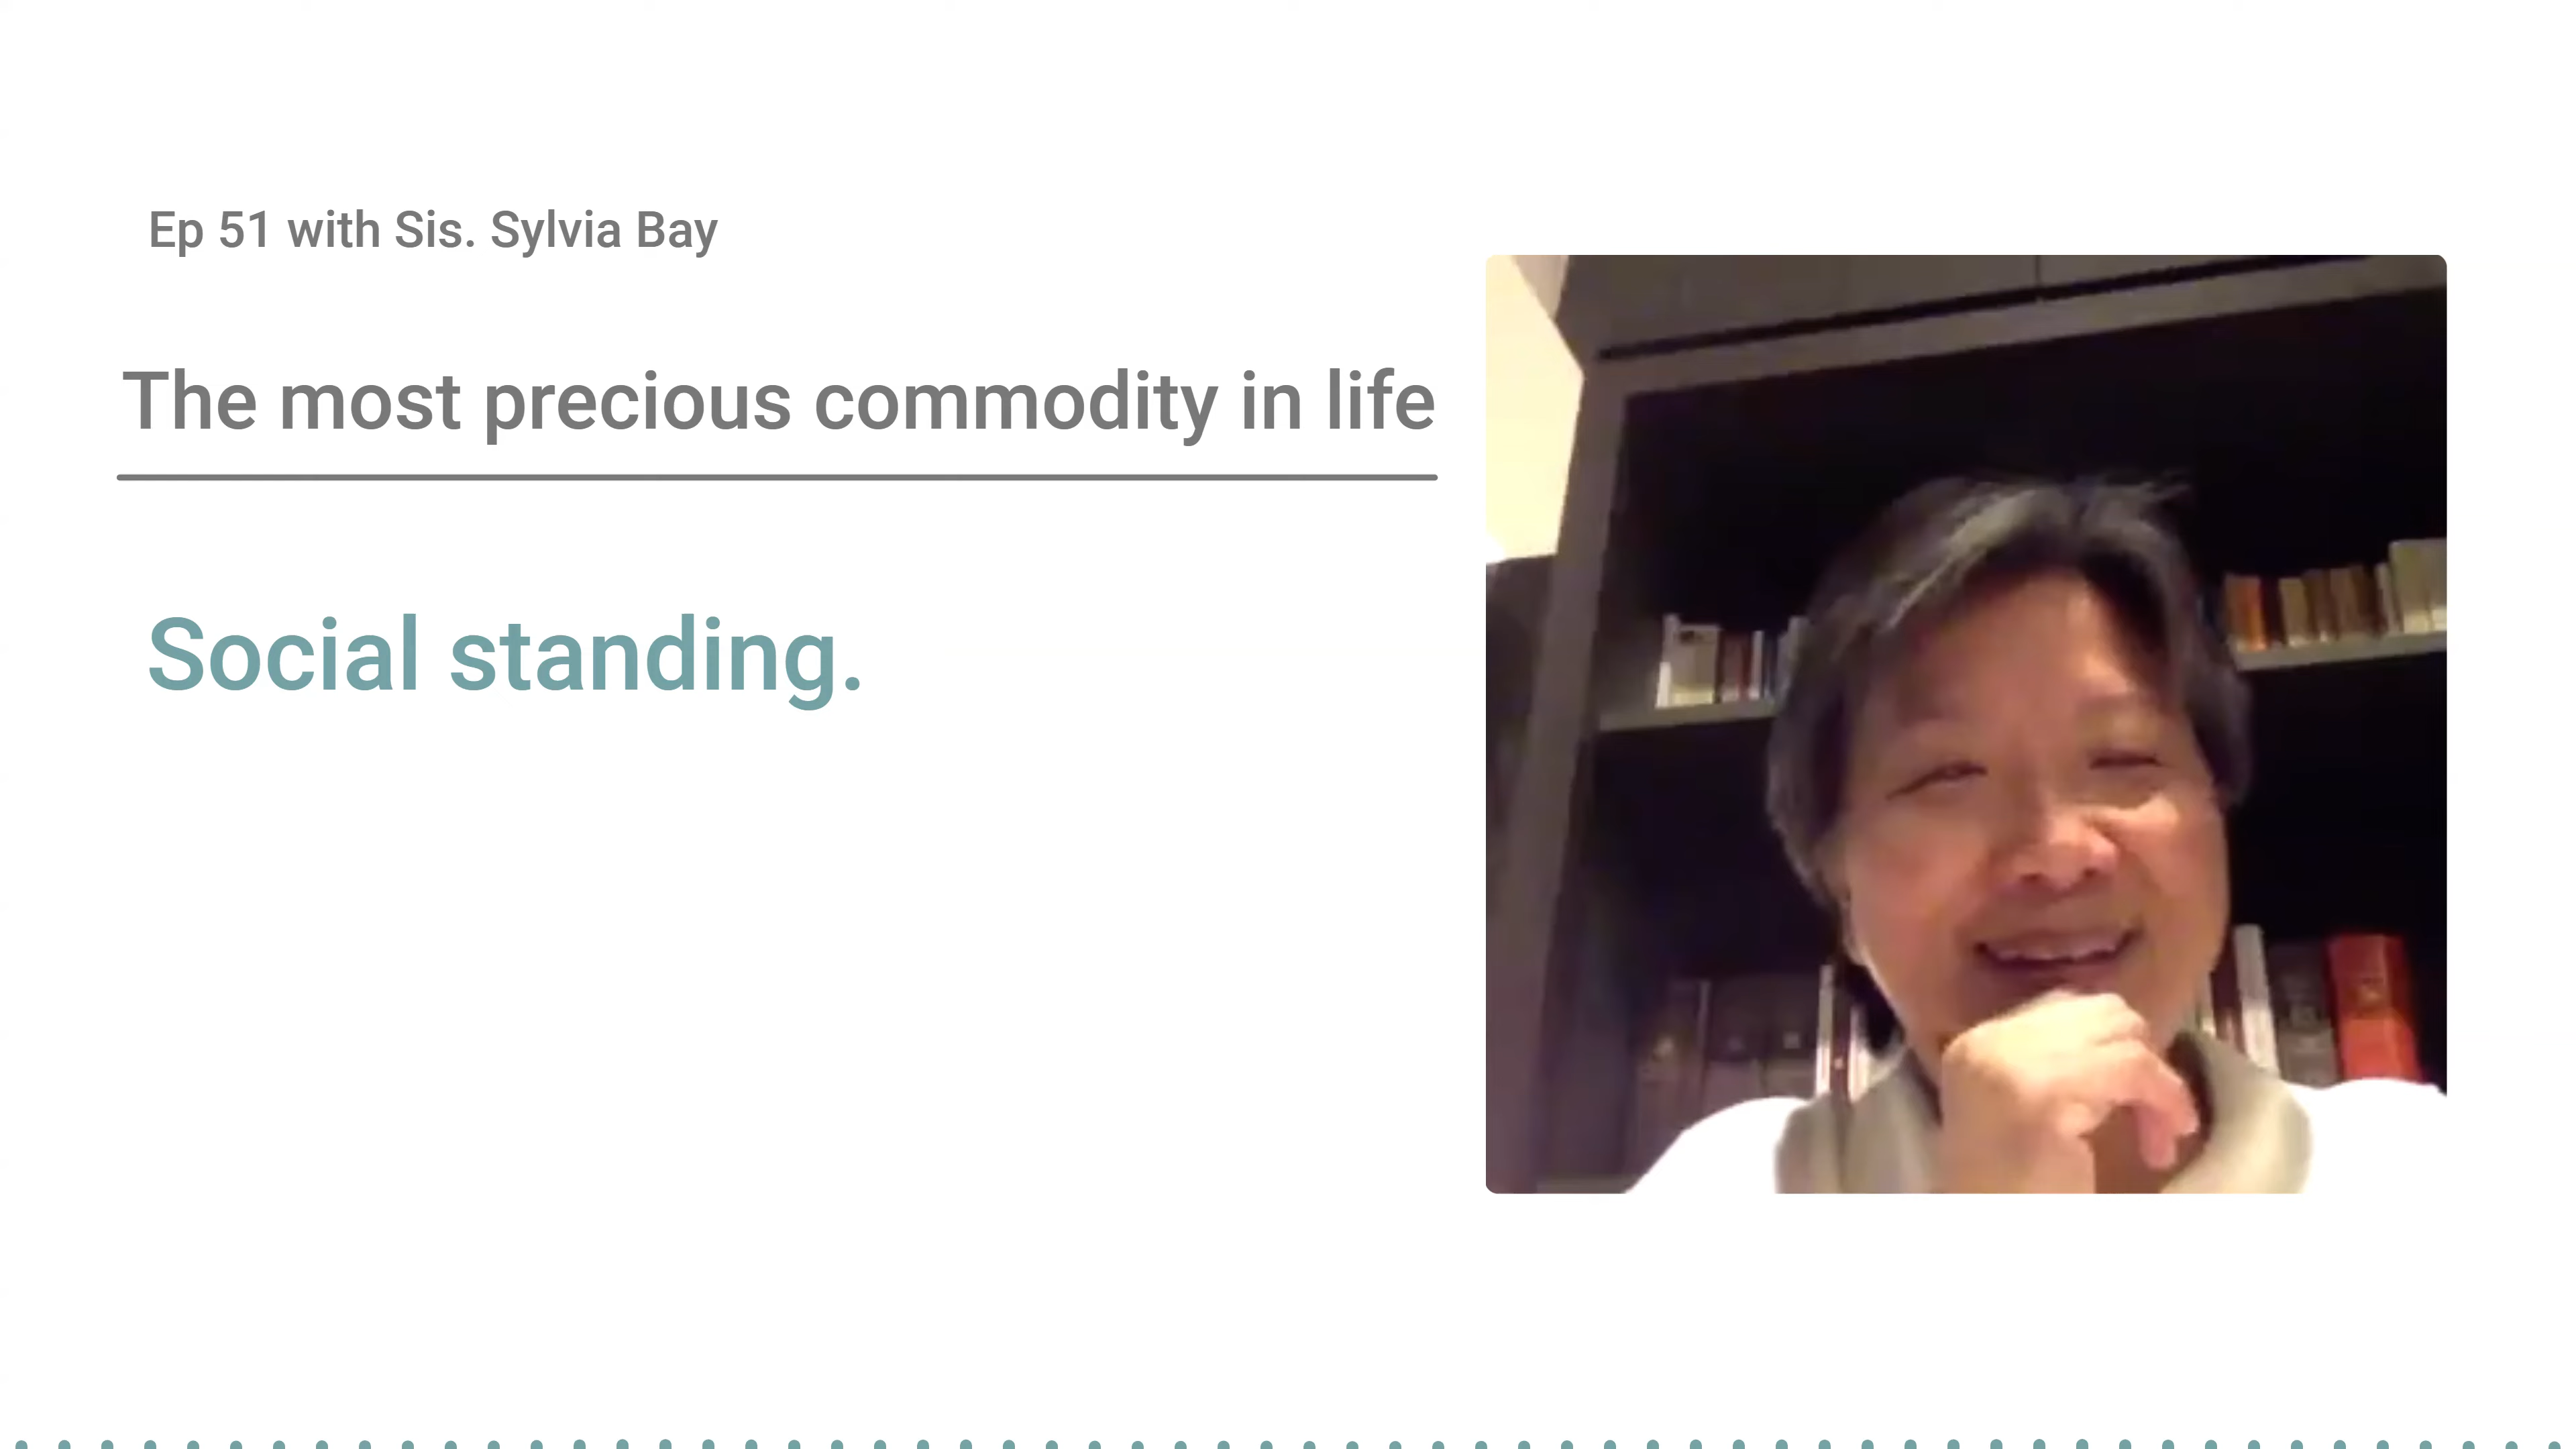 Ep 51 with Sis. Sylvia Bay
The most precious commodity in life
Social standing.